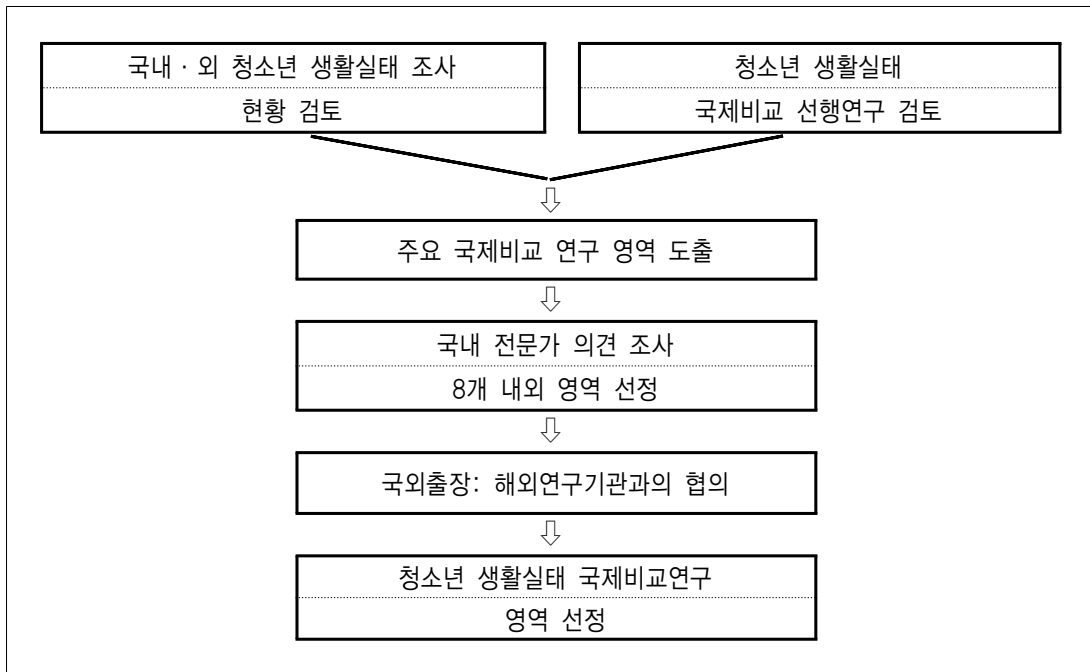 국내 · 외 청소년 생활실태 조사
현황 검토
청소년 생활실태
국제비교 선행연구 검토
주요 국제비교 연구 영역 도출
국내 전문가 의견 조사
8개 내외 영역 선정
국외출장: 해외연구기관과의 협의
청소년 생활실태 국제비교연구
영역 선정